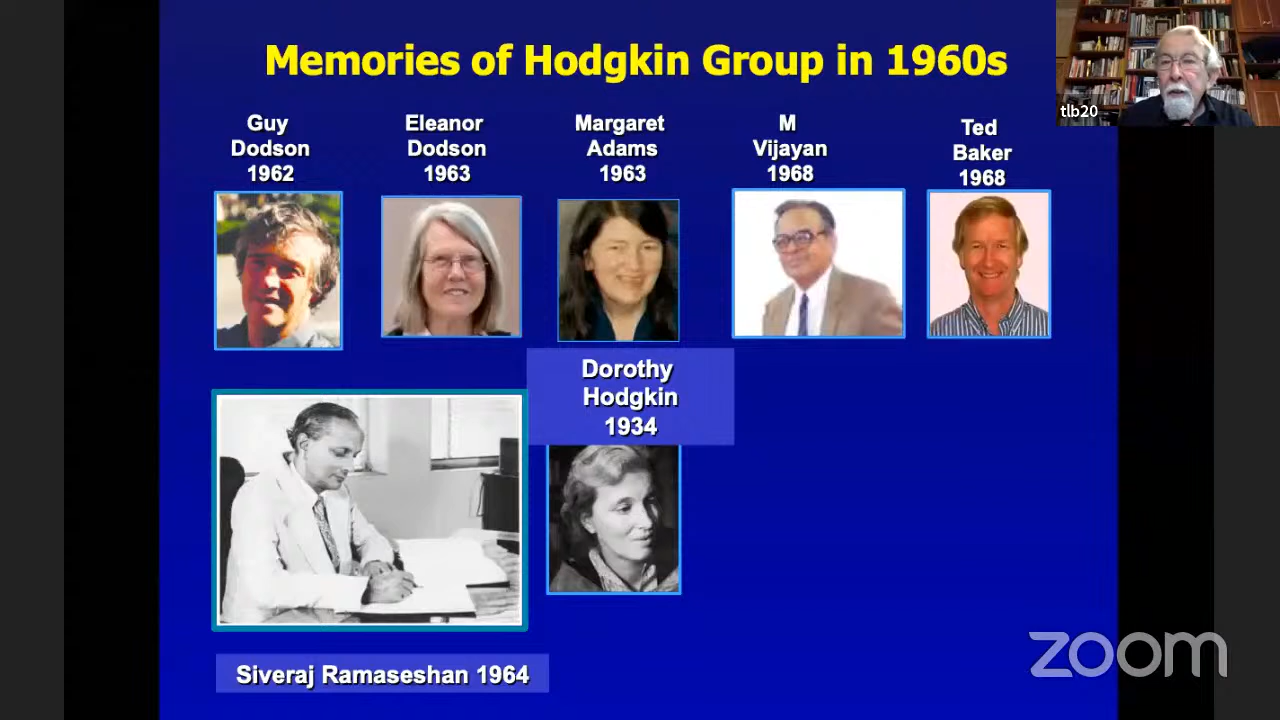 Memories of Hodgkin Group in 1960s
tlb20
Guy
Dodson
1962
Eleanor
Dodson
1963
Margaret
Adams
1963
M
Vijayan
1968
Ted
Baker
1968
Dorothy
Hodgkin
1934
Siveraj Ramaseshan 1964
zoom